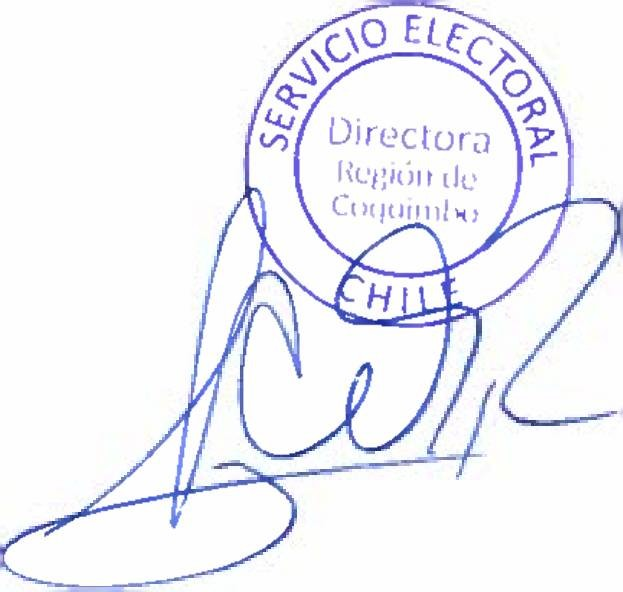 SERVICIO ELECTORAL
Directora
Región de
Coquimbo
CHILE